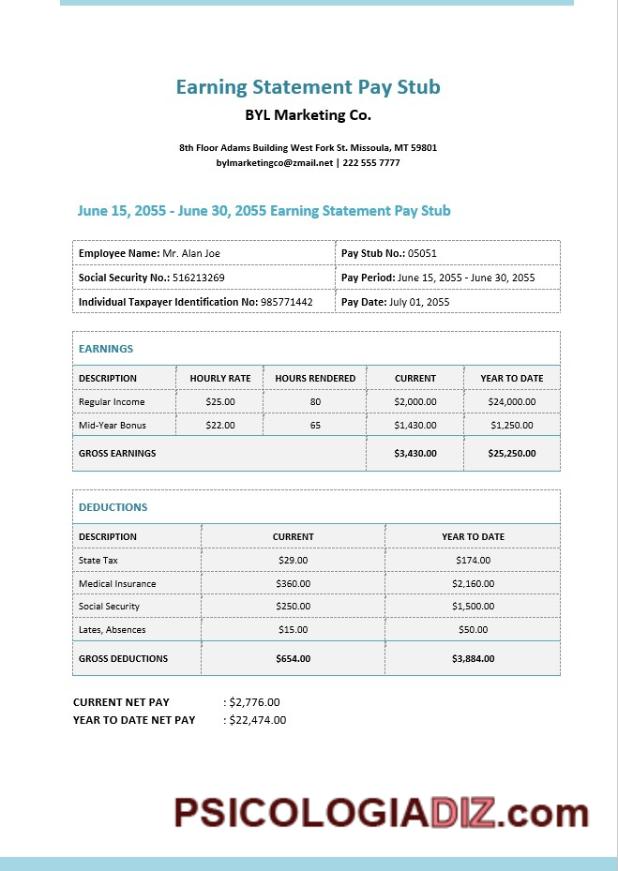 Earning Statement Pay Stub
BYL Marketing Co.
8th Floor Adams Building West Fork St. Missoula, MT 59801
bylmarketingco@zmail.net | 222 555 7777
June 15, 2055 - June 30, 2055 Earning Statement Pay Stub
Employee Name: Mr. Alan Joe Pay Stub No.: 05051
Social Security No.: 516213269 Pay Period: June 15, 2055 - June 30, 2055
Individual Taxpayer Identification No: 985771442 Pay Date: July 01, 2055
EARNINGS
DESCRIPTION HOURLY RATE HOURS RENDERED CURRENT YEAR TO DATE
Regular Income $25.00 80 $2,000.00 $24,000.00
Mid-Year Bonus $22.00 65 $1,430.00 $1,250.00
GROSS EARNINGS $3,430.00 $25,250.00
DEDUCTIONS
DESCRIPTION CURRENT YEAR TO DATE
State Tax $29.00 $174.00
Medical Insurance $360.00 $2,160.00
Social Security $250.00 $1,500.00
Lates, Absences $15.00 $50.00
GROSS DEDUCTIONS $654.00 $3,884.00
CURRENT NET PAY : $2,776.00
YEAR TO DATE NET PAY : $22,474.00
PSICOLOGIADIZ.com